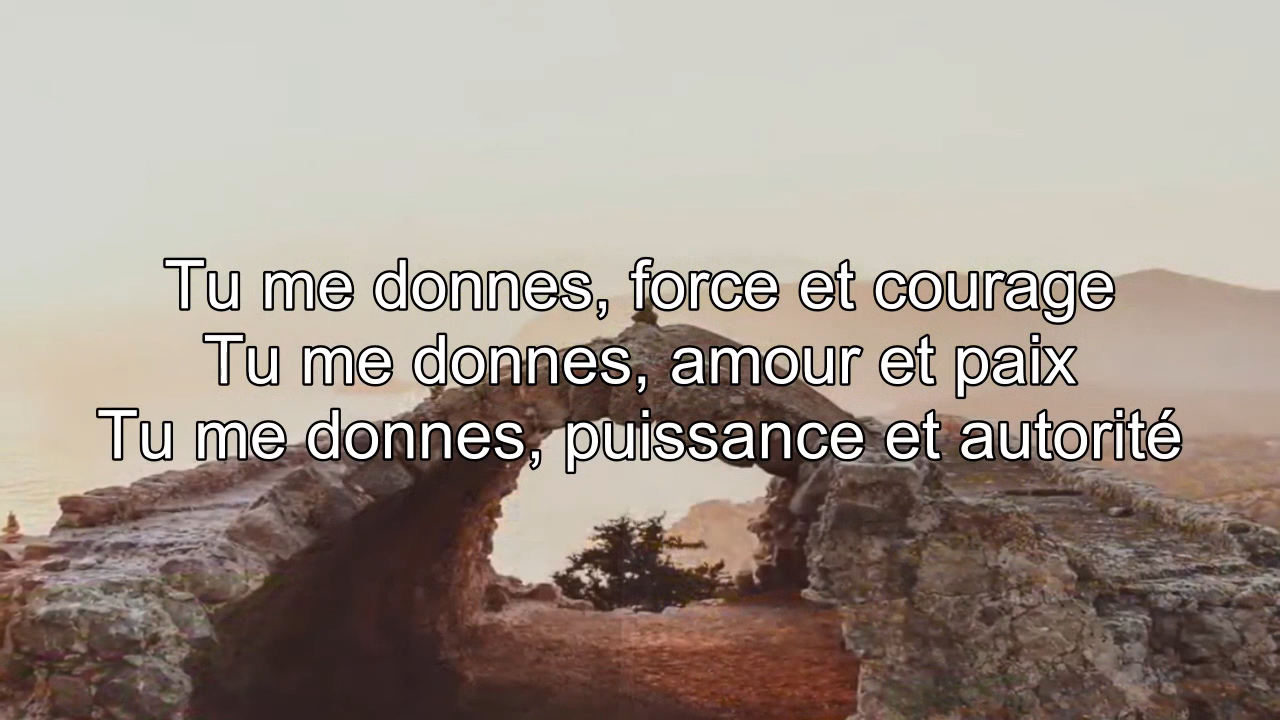 Tu me donnes, force et courage
Tu me donnes, amour et paix
Tu me donnes, puissance et autorité